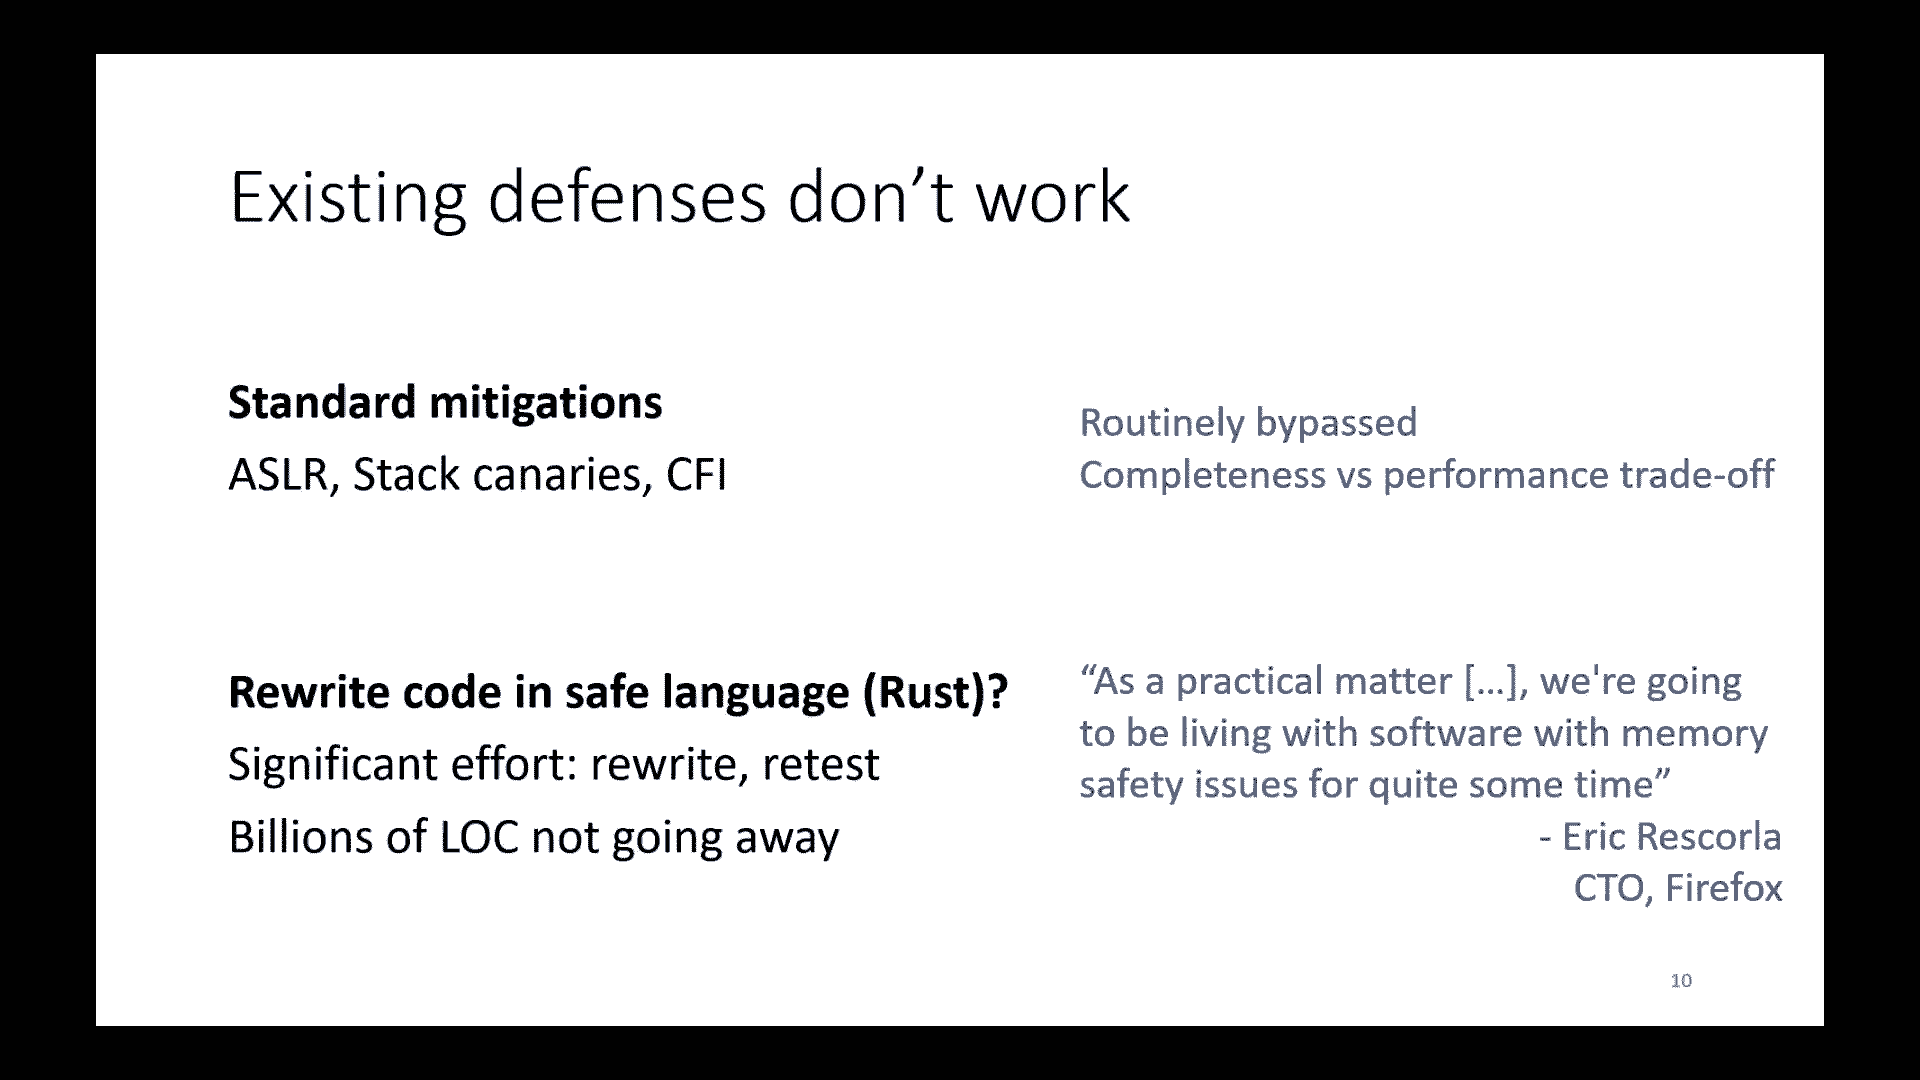 Existing defenses don’t work
Standard mitigations
ASLR, Stack canaries, CFI
Routinely bypassed
Completeness vs performance trade-off
Rewrite code in safe language (Rust)?
Significant effort: rewrite, retest
Billions of LOC not going away
“As a practical matter [...], we're going
to be living with software with memory
safety issues for quite some time”
- Eric Rescorla
CTO, Firefox
10